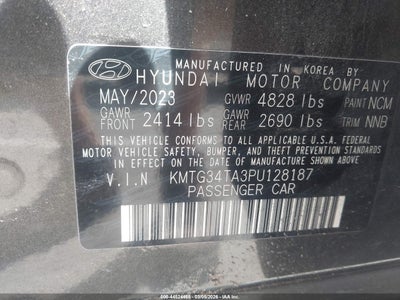 MANUFACTURED IN KOREA BY
HYUNDAI MOTOR COMPANY
MAY/2023 GVWR 4828 lbs PAINT NCM
GAWR FRONT 2414 lbs GAWR REAR 2690 lbs TRIM NNB
THIS VEHICLE CONFORMS TO ALL APPLICABLE U.S.A. FEDERAL
MOTOR VEHICLE SAFETY, BUMPER, AND THEFT PREVENTION
STANDARDS IN EFFECT ON THE DATE OF MANUFACTURE SHOWN ABOVE.
V.I.N KMTG34TA3PU128187
PASSENGER CAR